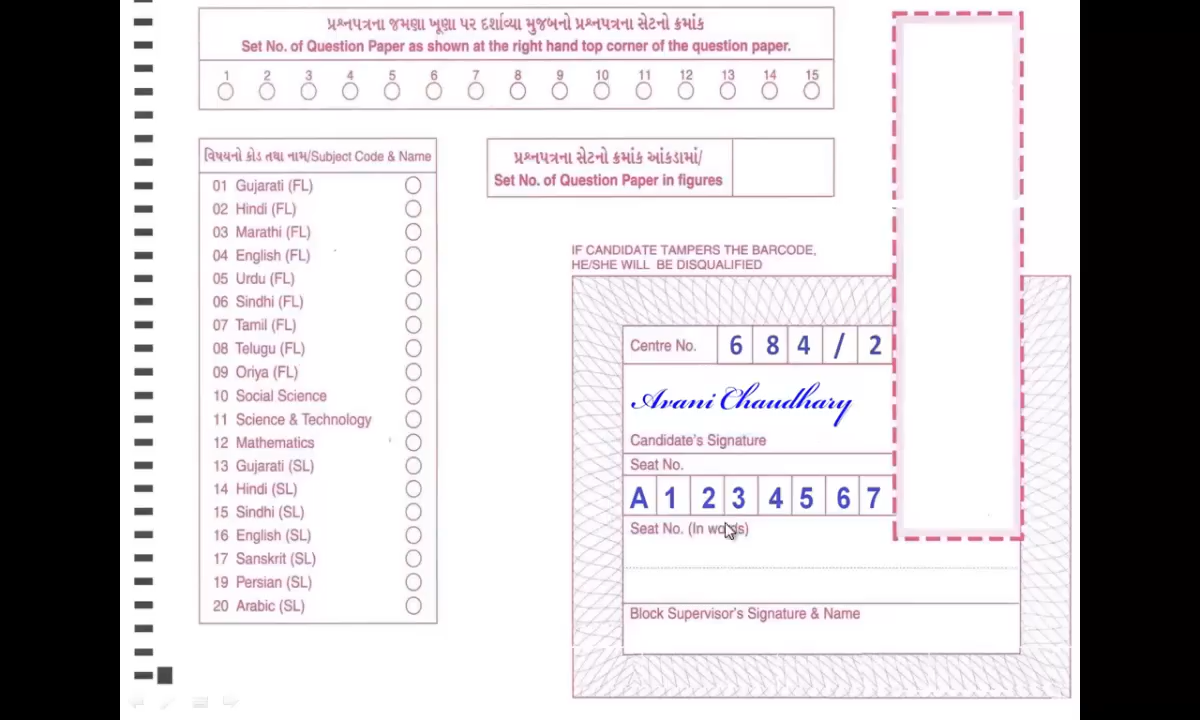 પ્રશ્નપત્રના જમણા ખૂણા પર દર્શાવ્યા મુજબનો પ્રશ્નપત્રના સેટનો ક્રમાંક
Set No. of Question Paper as shown at the right hand top corner of the question paper.
1 2 3 4 5 6 7 8 9 10 11 12 13 14 15
વિષયનો કોડ તથા નામ/Subject Code & Name
01 Gujarati (FL)
02 Hindi (FL)
03 Marathi (FL)
04 English (FL)
05 Urdu (FL)
06 Sindhi (FL)
07 Tamil (FL)
08 Telugu (FL)
09 Oriya (FL)
10 Social Science
11 Science & Technology
12 Mathematics
13 Gujarati (SL)
14 Hindi (SL)
15 Sindhi (SL)
16 English (SL)
17 Sanskrit (SL)
19 Persian (SL)
20 Arabic (SL)
પ્રશ્નપત્રના સેટનો ક્રમાંક આંકડામાં/
Set No. of Question Paper in figures
IF CANDIDATE TAMPERS THE BARCODE,
HE/SHE WILL BE DISQUALIFIED
Centre No. 6 8 4 / 2
Avani Chaudhary
Candidate's Signature
Seat No.
A 1 2 3 4 5 6 7
Seat No. (In words)
Block Supervisor's Signature & Name